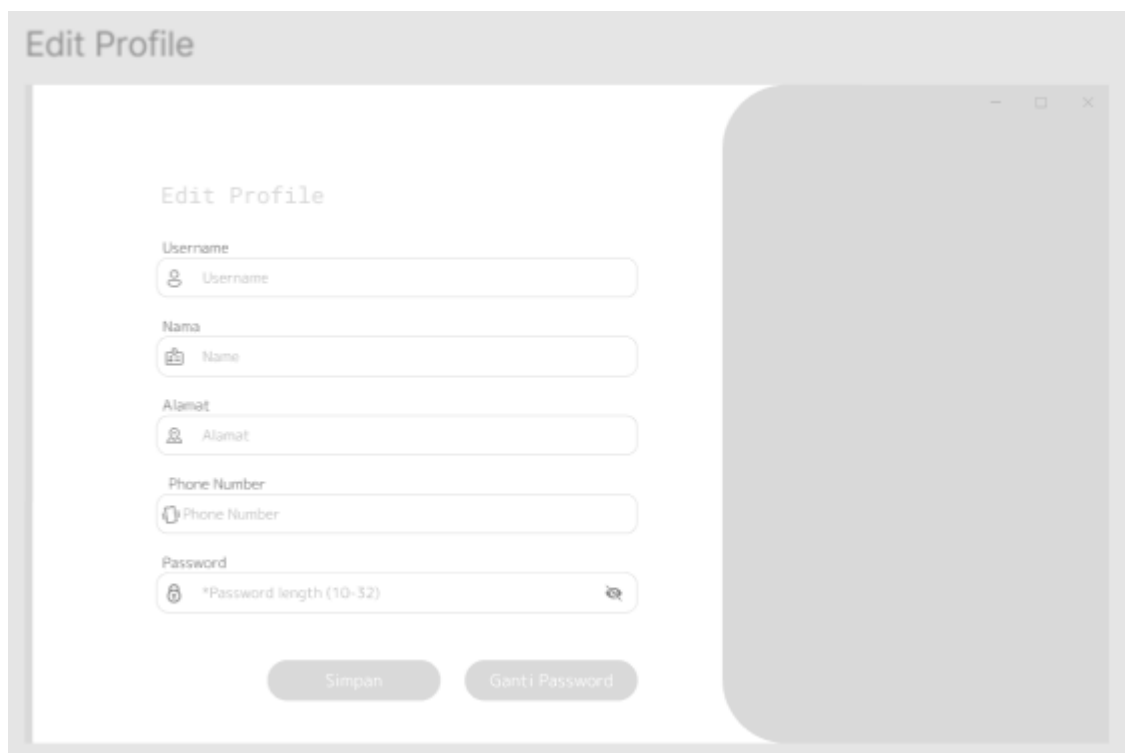 Edit Profile
Edit Profile
Username
Username
Nama
Name
Alamat
Alamat
Phone Number
Phone Number
Password
*Password length (10-32)
Simpan
Ganti Password